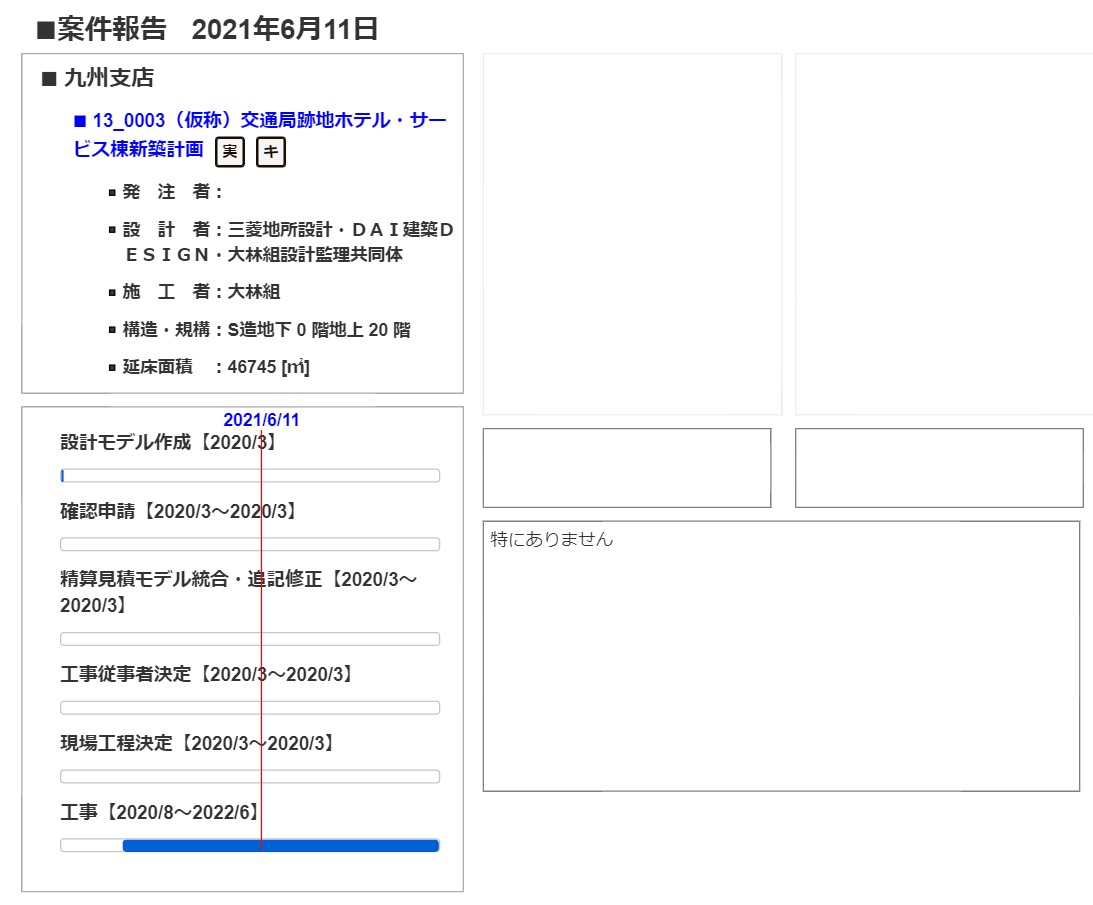 ■案件報告 2021年6月11日
■ 九州支店
■ 13_0003（仮称）交通局跡地ホテル・サー
ビス棟新築計画 実 キ
▪ 発　注　者：
▪ 設　計　者：三菱地所設計・ＤＡＩ建築Ｄ
ＥＳＩＧＮ・大林組設計監理共同体
▪ 施　工　者：大林組
▪ 構造・規構：S造地下 0 階地上 20 階
▪ 延床面積　：46745 [㎡]
2021/6/11
設計モデル作成【2020/3】
確認申請【2020/3～2020/3】
精算見積モデル統合・追記修正【2020/3～
2020/3】
工事従事者決定【2020/3～2020/3】
現場工程決定【2020/3～2020/3】
工事【2020/8～2022/6】
特にありません